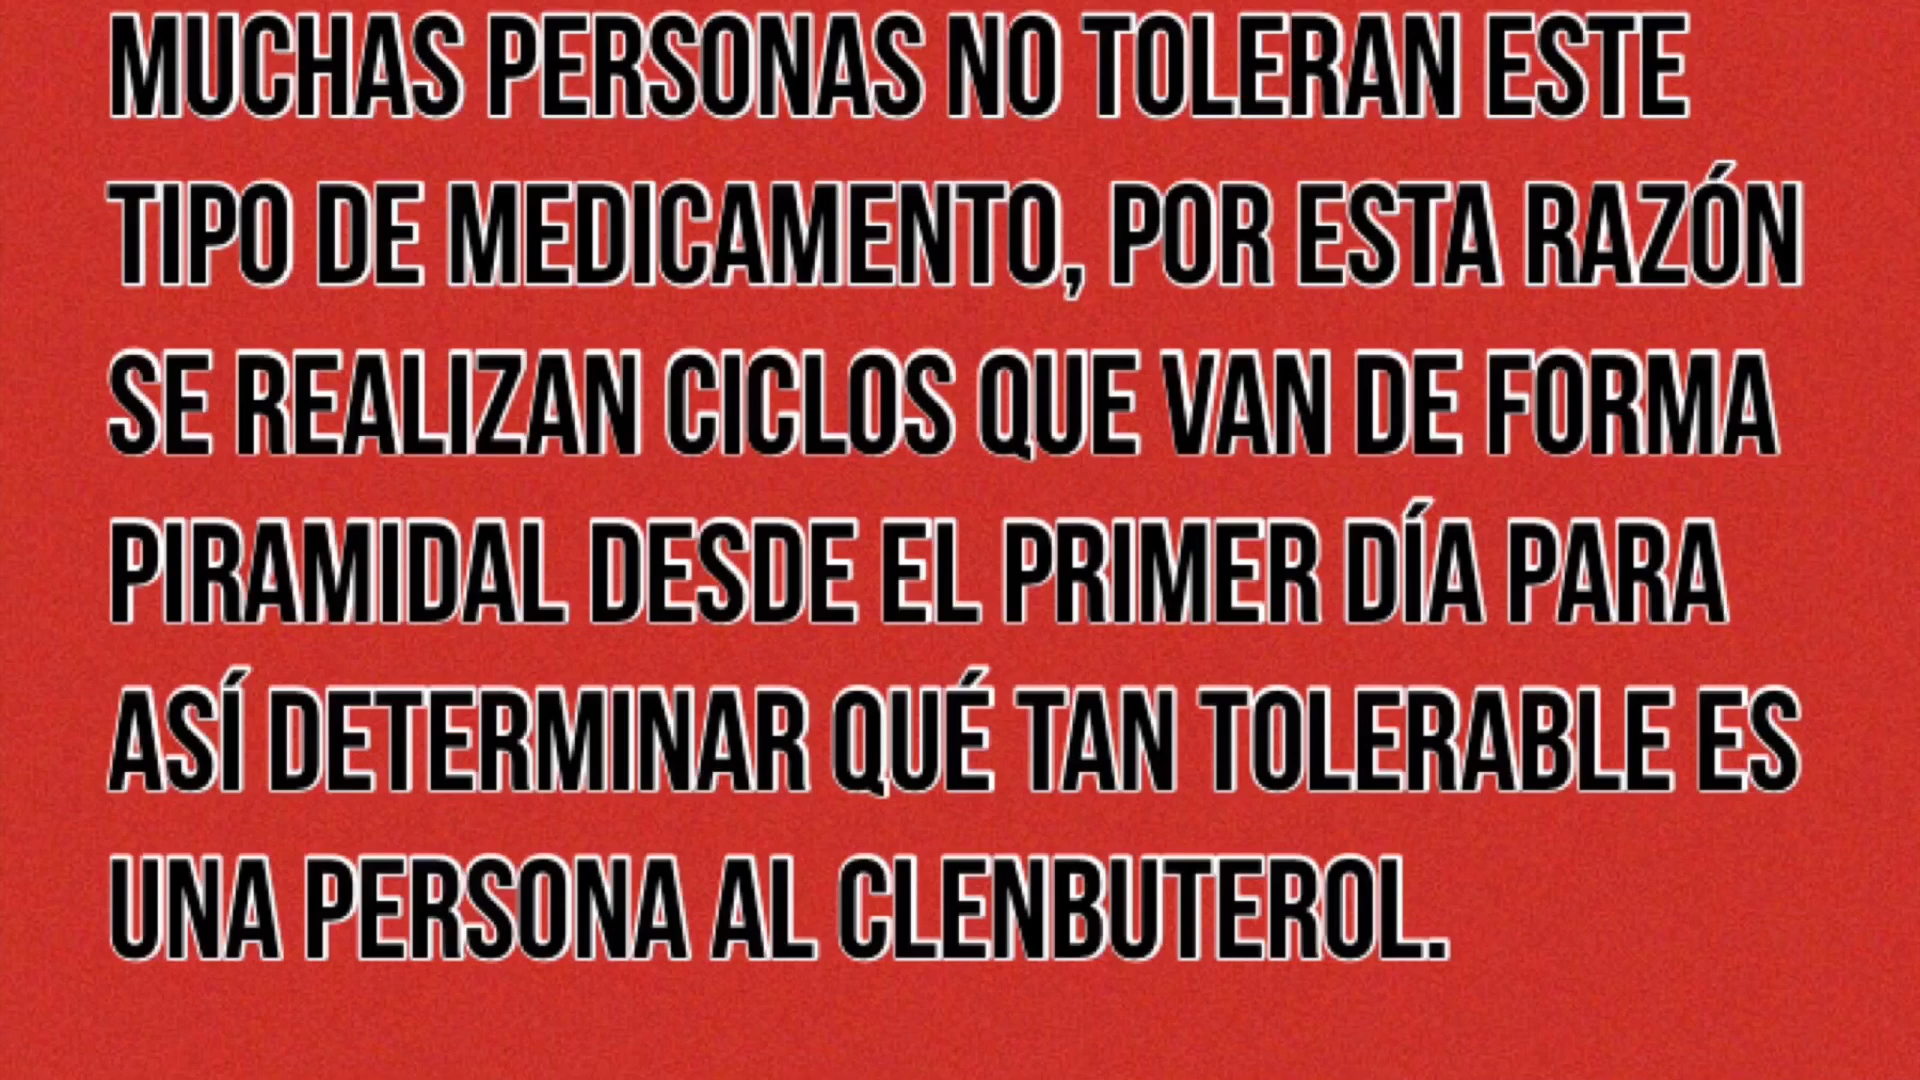 MUCHAS PERSONAS NO TOLERAN ESTE
TIPO DE MEDICAMENTO, POR ESTA RAZÓN
SE REALIZAN CICLOS QUE VAN DE FORMA
PIRAMIDAL DESDE EL PRIMER DÍA PARA
ASÍ DETERMINAR QUÉ TAN TOLERABLE ES
UNA PERSONA AL CLENBUTEROL.